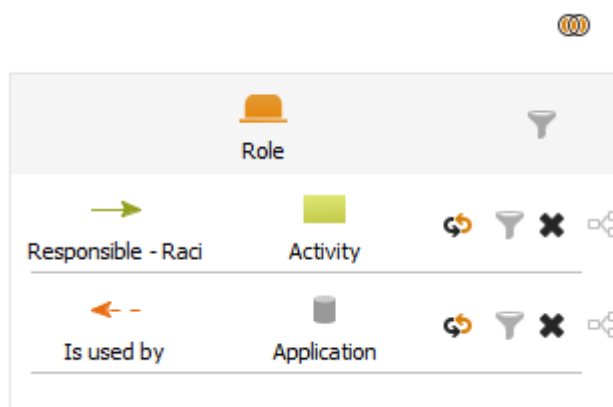 Role
Responsible - Raci
Activity
Is used by
Application